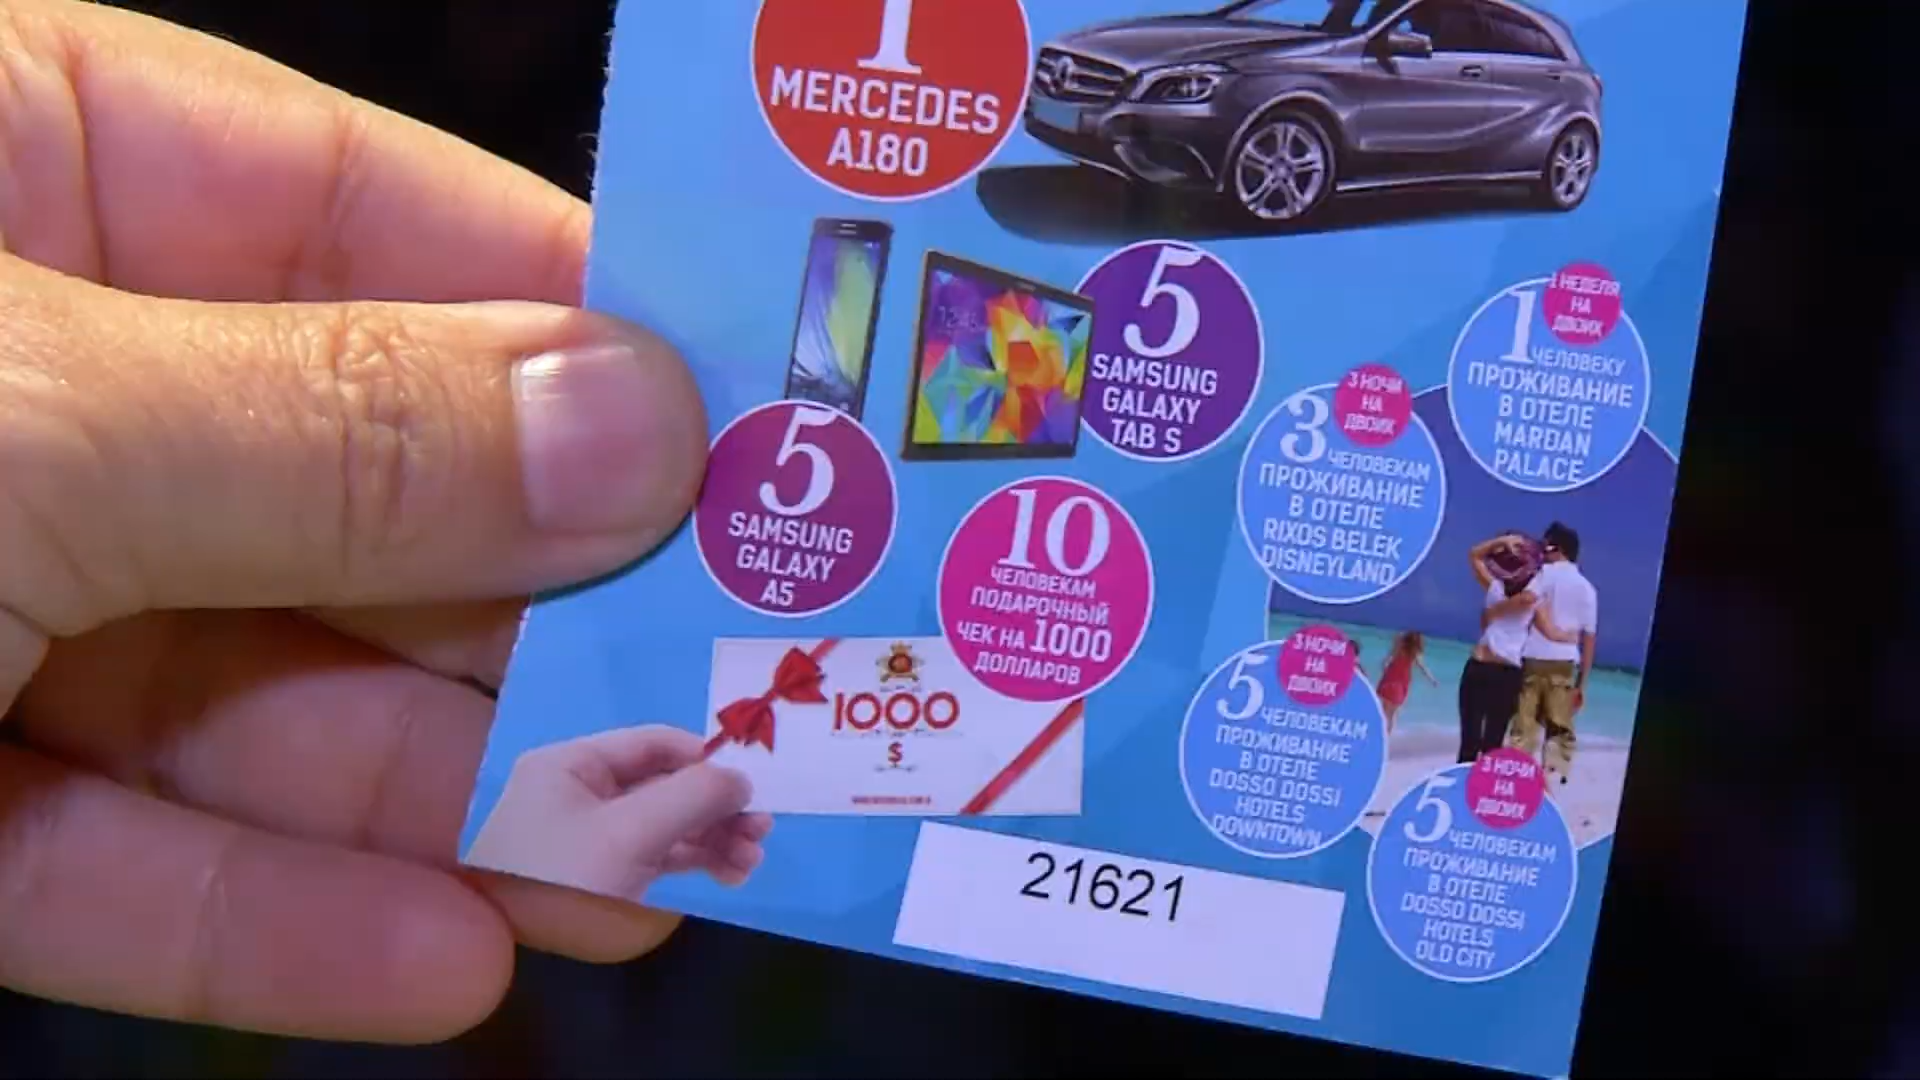 1
MERCEDES
A180
5
SAMSUNG
GALAXY
TAB S
5
SAMSUNG
GALAXY
A5
10
ЧЕЛОВЕКАМ
ПОДАРОЧНЫЙ
ЧЕК НА 1000
ДОЛЛАРОВ
1000
$
1 НЕДЕЛЯ
НА
ДВОИХ
1 ЧЕЛОВЕКУ
ПРОЖИВАНИЕ
В ОТЕЛЕ
MARDAN
PALACE
3 НОЧИ
НА
ДВОИХ
3 ЧЕЛОВЕКАМ
ПРОЖИВАНИЕ
В ОТЕЛЕ
RIXOS BELEK
DISNEYLAND
3 НОЧИ
НА
ДВОИХ
5 ЧЕЛОВЕКАМ
ПРОЖИВАНИЕ
В ОТЕЛЕ
DOSSO DOSSI
HOTELS
DOWNTOWN
3 НОЧИ
НА
ДВОИХ
5 ЧЕЛОВЕКАМ
ПРОЖИВАНИЕ
В ОТЕЛЕ
DOSSO DOSSI
HOTELS
OLD CITY
21621